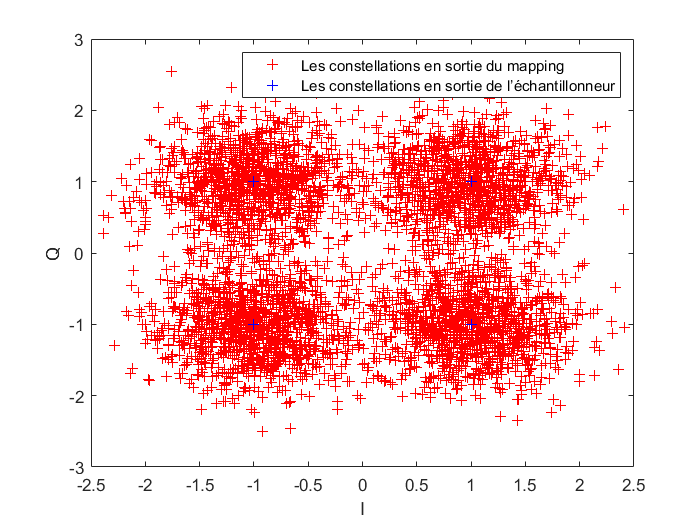 3
Les constellations en sortie du mapping
Les constellations en sortie de l'échantillonneur
2
1
Q
0
-1
-2
-3
-2.5 -2 -1.5 -1 -0.5 0 0.5 1 1.5 2 2.5
I